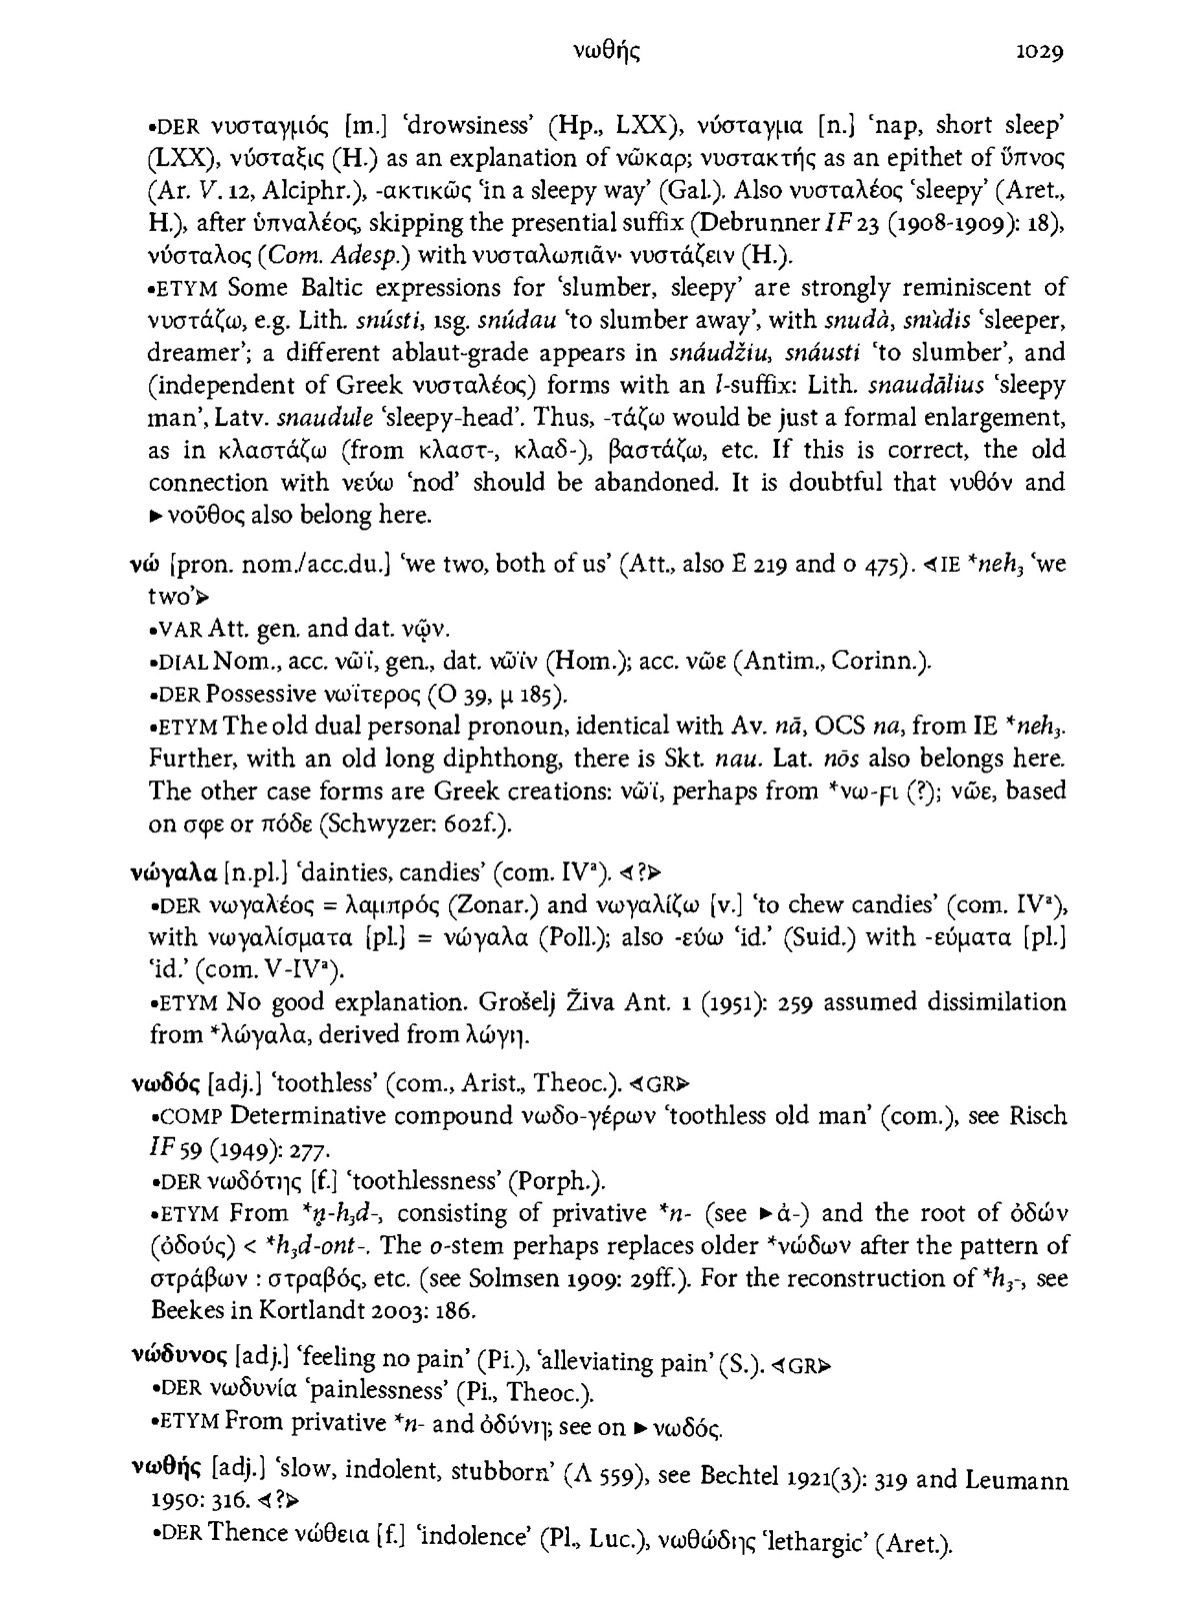 νωθής 1029
•DER νυσταγμός [m.] ‘drowsiness’ (Hp., LXX), νύσταγμα [n.] ‘nap, short sleep’
(LXX), νύσταξις (H.) as an explanation of νῶκαρ; νυστακτής as an epithet of ὕπνος
(Ar. V. 12, Alciphr.), -ακτικῶς ‘in a sleepy way’ (Gal.). Also νυσταλέος ‘sleepy’ (Aret.,
H.), after ὑπναλέος, skipping the presential suffix (Debrunner IF 23 (1908-1909): 18),
νύσταλος (Com. Adesp.) with νυσταλωπιᾶν· νυστάζειν (H.).
•ETYM Some Baltic expressions for ‘slumber, sleepy’ are strongly reminiscent of
νυστάζω, e.g. Lith. snústi, 1sg. snúdau ‘to slumber away’, with snudà, snùdis ‘sleeper,
dreamer’; a different ablaut-grade appears in snáudžiu, snáusti ‘to slumber’, and
(independent of Greek νυσταλέος) forms with an l-suffix: Lith. snaudãlius ‘sleepy
man’, Latv. snaudule ‘sleepy-head’. Thus, -τάζω would be just a formal enlargement,
as in κλαστάζω (from κλαστ-, κλαδ-), βαστάζω, etc. If this is correct, the old
connection with νεύω ‘nod’ should be abandoned. It is doubtful that νυθόν and
►νοῦθος also belong here.
νώ [pron. nom./acc.du.] ‘we two, both of us’ (Att., also E 219 and ο 475). ⮜IE *neh₃ ‘we
two’⮞
•VAR Att. gen. and dat. νῷν.
•DIAL Nom., acc. νῶϊ, gen., dat. νῶϊν (Hom.); acc. νῶε (Antim., Corinn.).
•DER Possessive νωΐτερος (Ο 39, μ 185).
•ETYM The old dual personal pronoun, identical with Av. nā, OCS na, from IE *neh₃.
Further, with an old long diphthong, there is Skt. nau. Lat. nōs also belongs here.
The other case forms are Greek creations: νῶϊ, perhaps from *νω-ϝι (?); νῶε, based
on σφε or πόδε (Schwyzer: 602f.).
νώγαλα [n.pl.] ‘dainties, candies’ (com. IVᵃ). ⮜?⮞
•DER νωγαλέος = λαμπρός (Zonar.) and νωγαλίζω [v.] ‘to chew candies’ (com. IVᵃ),
with νωγαλίσματα [pl.] = νώγαλα (Poll.); also -εύω ‘id.’ (Suid.) with -εύματα [pl.]
‘id.’ (com. V-IVᵃ).
•ETYM No good explanation. Grošelj Živa Ant. 1 (1951): 259 assumed dissimilation
from *λώγαλα, derived from λώγη.
νωδός [adj.] ‘toothless’ (com., Arist., Theoc.). ⮜GR⮞
•COMP Determinative compound νωδο-γέρων ‘toothless old man’ (com.), see Risch
IF 59 (1949): 277.
•DER νωδότης [f.] ‘toothlessness’ (Porph.).
•ETYM From *n̥-h₃d-, consisting of privative *n- (see ►ἀ-) and the root of ὀδών
(ὀδούς) < *h₃d-ont-. The o-stem perhaps replaces older *νώδων after the pattern of
στράβων : στραβός, etc. (see Solmsen 1909: 29ff.). For the reconstruction of *h₃-, see
Beekes in Kortlandt 2003: 186.
νώδυνος [adj.] ‘feeling no pain’ (Pi.), ‘alleviating pain’ (S.). ⮜GR⮞
•DER νωδυνία ‘painlessness’ (Pi., Theoc.).
•ETYM From privative *n- and ὀδύνη; see on ►νωδός.
νωθής [adj.] ‘slow, indolent, stubborn’ (Λ 559), see Bechtel 1921(3): 319 and Leumann
1950: 316. ⮜?⮞
•DER Thence νώθεια [f.] ‘indolence’ (Pl., Luc.), νωθώδης ‘lethargic’ (Aret.).